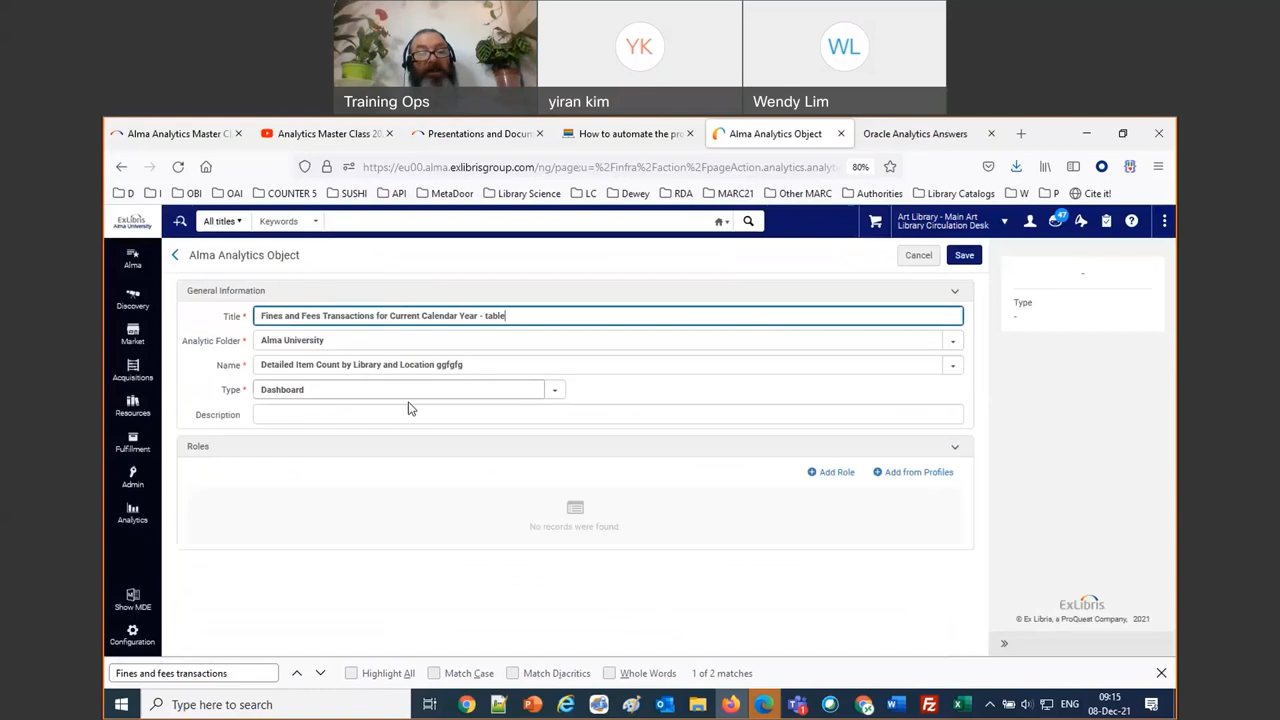 YK
WL
Training Ops
yiran kim
Wendy Lim
Alma Analytics Master Cl
Analytics Master Class 20
Presentations and Docun
How to automate the pro
Alma Analytics Object
Oracle Analytics Answers
https://eu00.alma.exlibrisgroup.com/ng/page;u=%2Finfra%2Faction%2FpageAction.analytics.analyt
80%
D
I
OBI
OAI
COUNTER 5
SUSHI
API
MetaDoor
Library Science
LC
Dewey
RDA
MARC21
Other MARC
Authorities
Library Catalogs
W
P
Cite it!
ExLibris
Alma University
All titles
Keywords
Art Library - Main Art
Library Circulation Desk
47
Alma
Alma Analytics Object
Cancel
Save
-
General Information
Title * Fines and Fees Transactions for Current Calendar Year - table
Type
-
Analytic Folder * Alma University
Name * Detailed Item Count by Library and Location ggfgfg
Type * Dashboard
Description
Discovery
Market
Acquisitions
Resources
Fulfillment
Admin
Analytics
Roles
Add Role
Add from Profiles
No records were found.
Show MDE
Configuration
ExLibris
© Ex Libris, a ProQuest Company, 2021
Fines and fees transactions
Highlight All
Match Case
Match Diacritics
Whole Words
1 of 2 matches
Type here to search
ENG
09:15
08-Dec-21